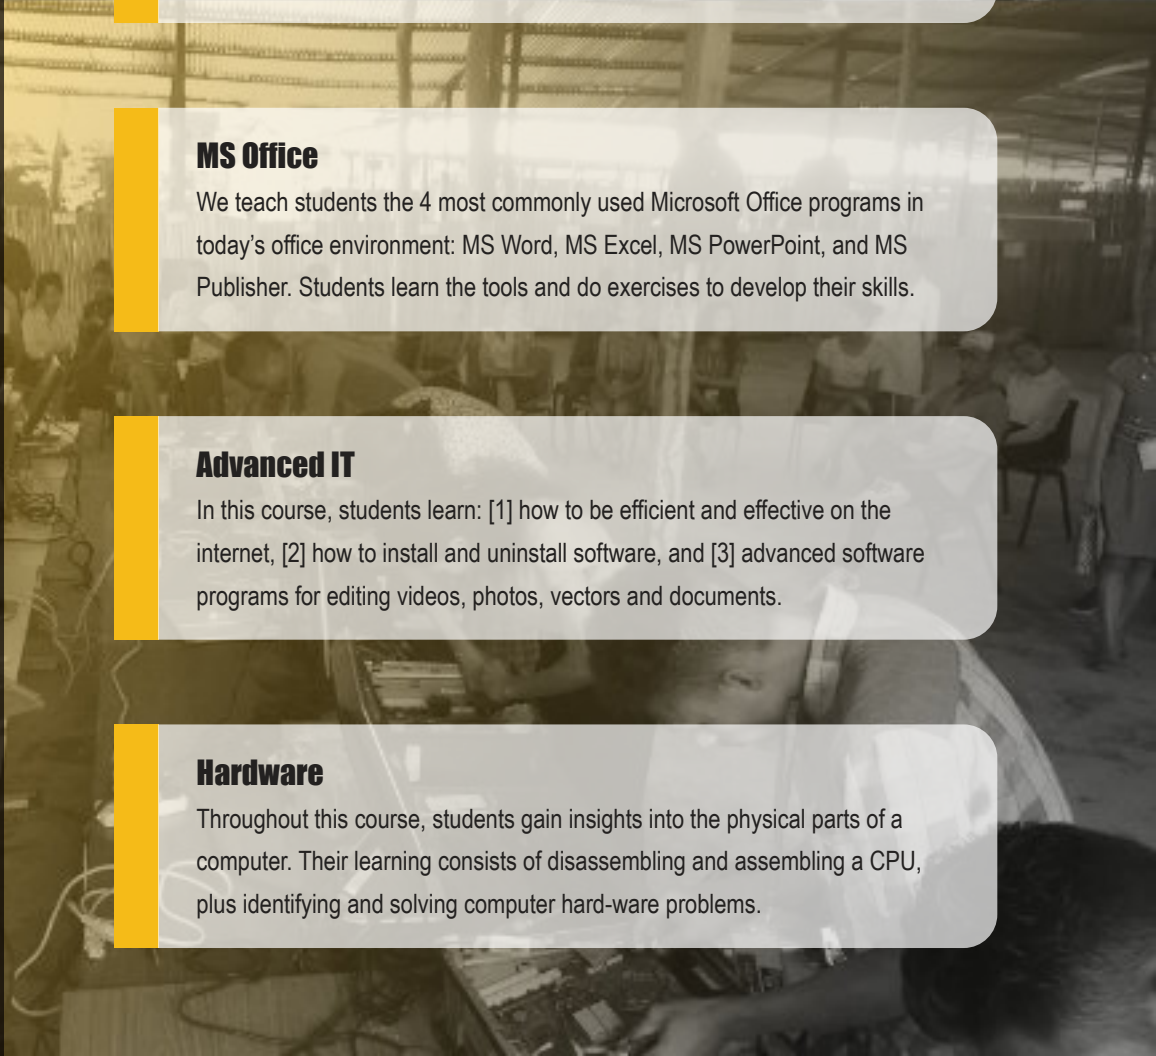 MS Office
We teach students the 4 most commonly used Microsoft Office programs in
today’s office environment: MS Word, MS Excel, MS PowerPoint, and MS
Publisher. Students learn the tools and do exercises to develop their skills.
Advanced IT
In this course, students learn: [1] how to be efficient and effective on the
internet, [2] how to install and uninstall software, and [3] advanced software
programs for editing videos, photos, vectors and documents.
Hardware
Throughout this course, students gain insights into the physical parts of a
computer. Their learning consists of disassembling and assembling a CPU,
plus identifying and solving computer hard-ware problems.